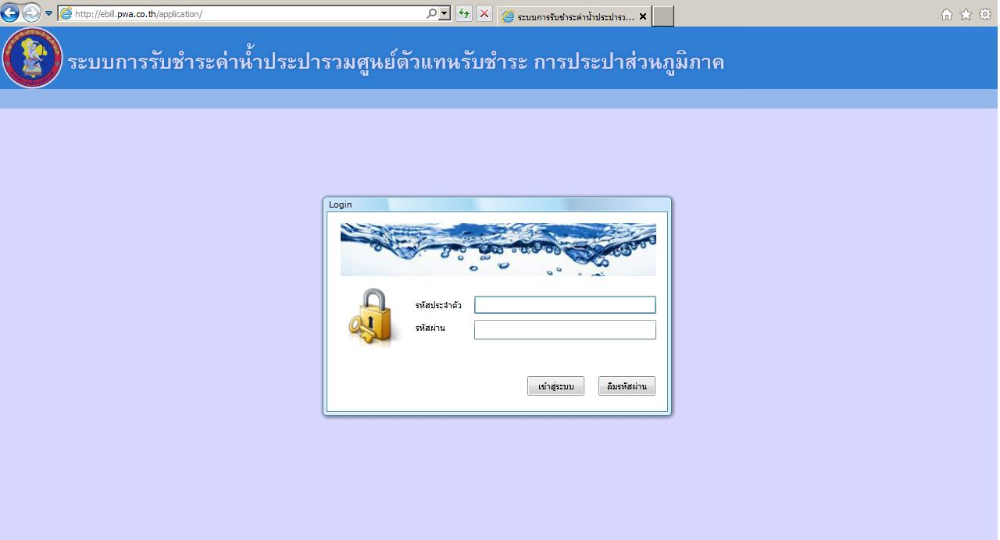 http://ebill.pwa.co.th/application/
ระบบการรับชำระค่าน้ำประปารว...
ระบบการรับชำระค่าน้ำประปารวมศูนย์ตัวแทนรับชำระ การประปาส่วนภูมิภาค
Login
รหัสประจำตัว
รหัสผ่าน
เข้าสู่ระบบ
ลืมรหัสผ่าน